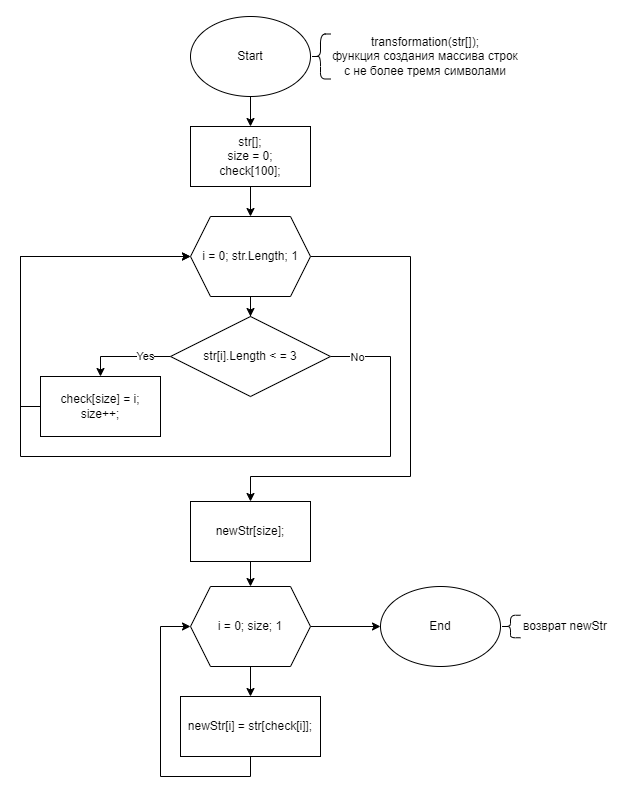 Start
transformation(str[]);
функция создания массива строк
с не более тремя символами
str[];
size = 0;
check[100];
i = 0; str.Length; 1
str[i].Length < = 3
Yes
No
check[size] = i;
size++;
newStr[size];
i = 0; size; 1
End
возврат newStr
newStr[i] = str[check[i]];